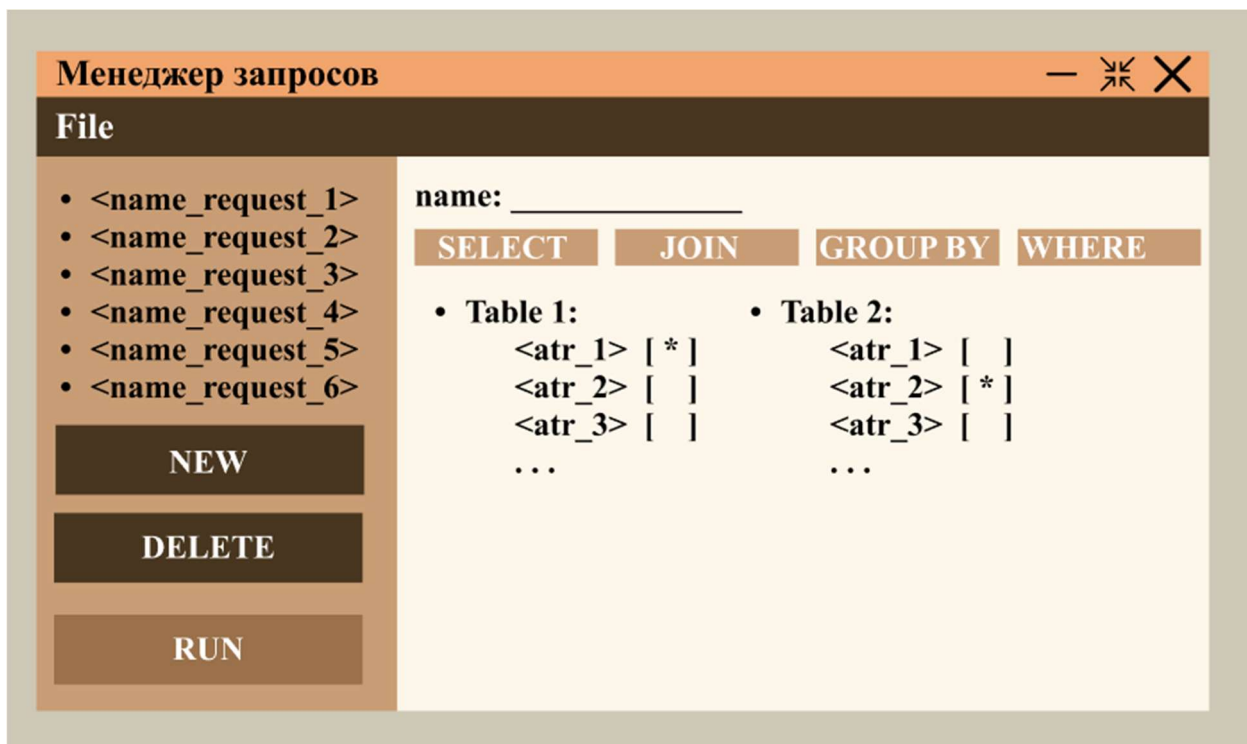 Менеджер запросов
File
• <name_request_1>
• <name_request_2>
• <name_request_3>
• <name_request_4>
• <name_request_5>
• <name_request_6>
NEW
DELETE
RUN
name: ______________
SELECT JOIN GROUP BY WHERE
• Table 1:
<atr_1> [ * ]
<atr_2> [ ]
<atr_3> [ ]
. . .
• Table 2:
<atr_1> [ ]
<atr_2> [ * ]
<atr_3> [ ]
. . .